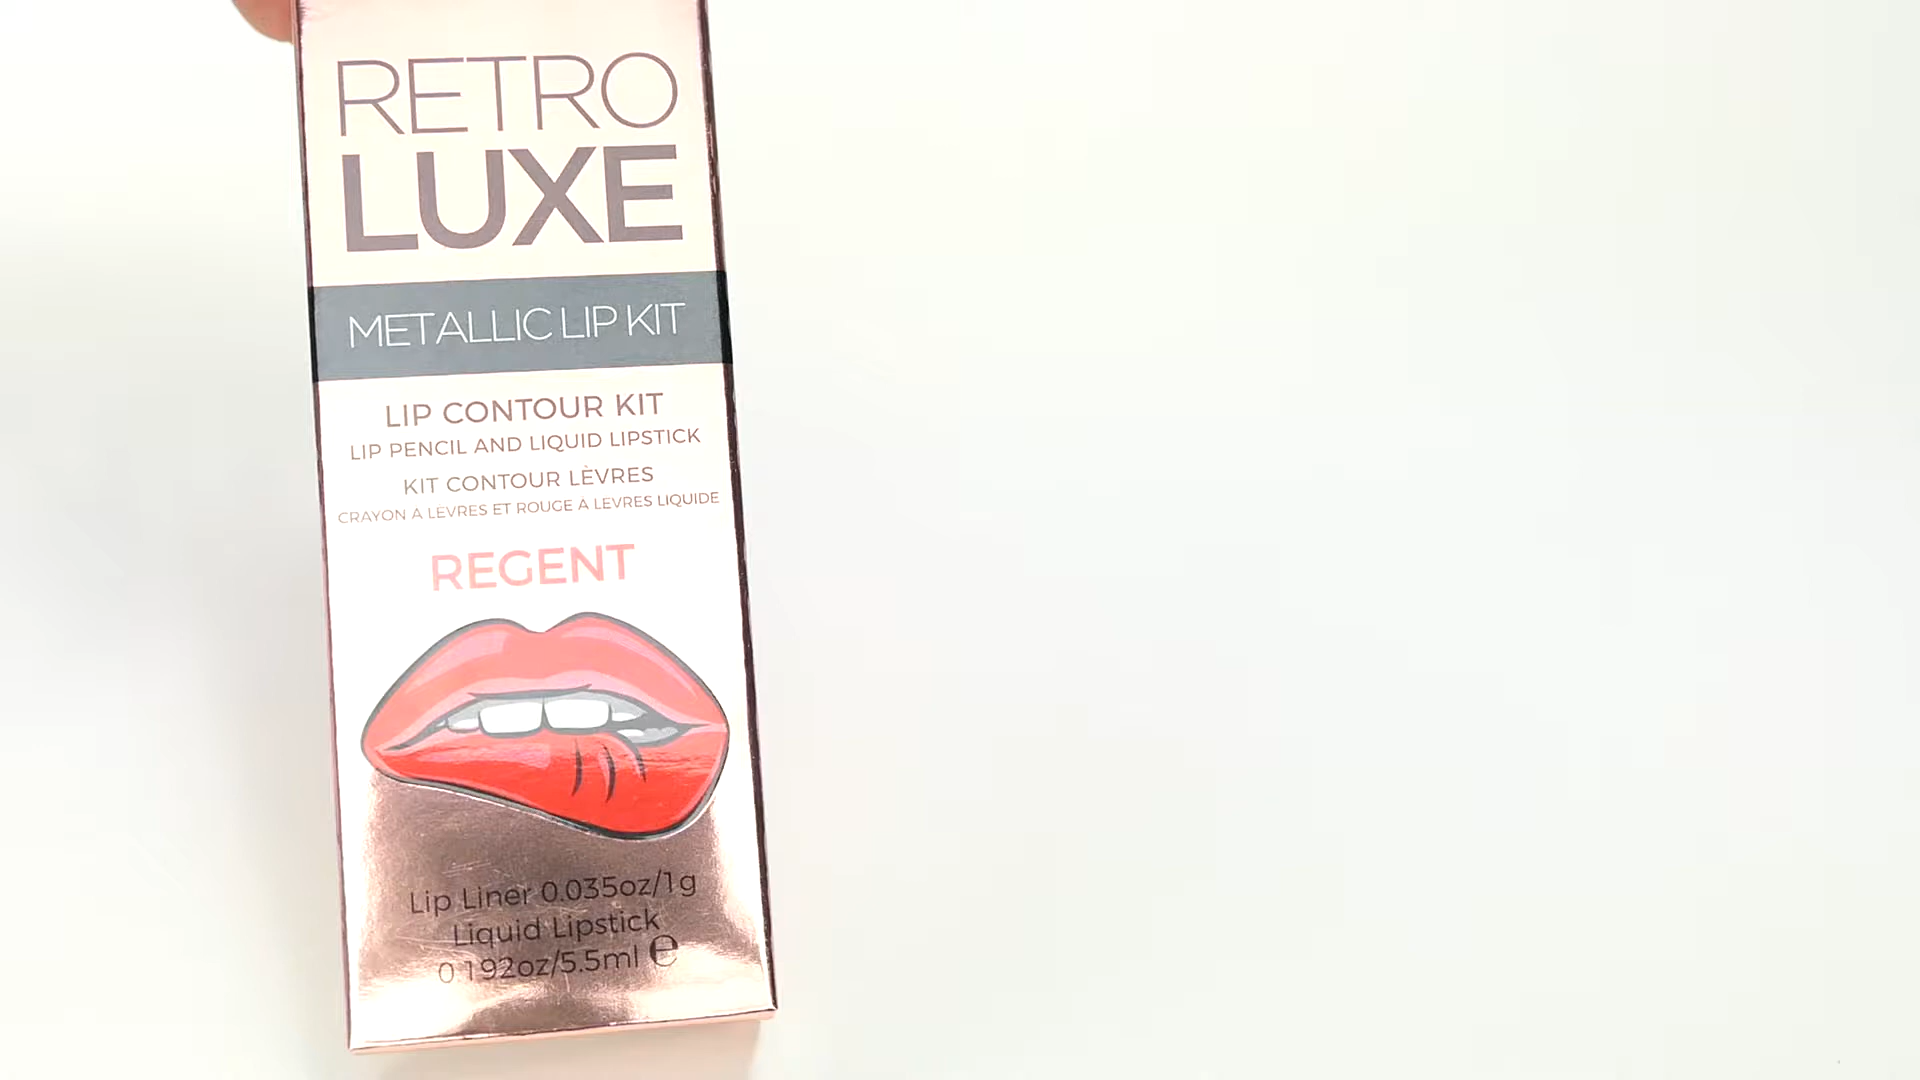 RETRO
LUXE
METALLIC LIP KIT
LIP CONTOUR KIT
LIP PENCIL AND LIQUID LIPSTICK
KIT CONTOUR LÈVRES
CRAYON A LEVRES ET ROUGE A LEVRES LIQUIDE
REGENT
Lip Liner 0.035oz/1g
Liquid Lipstick
0.192oz/5.5ml ℮